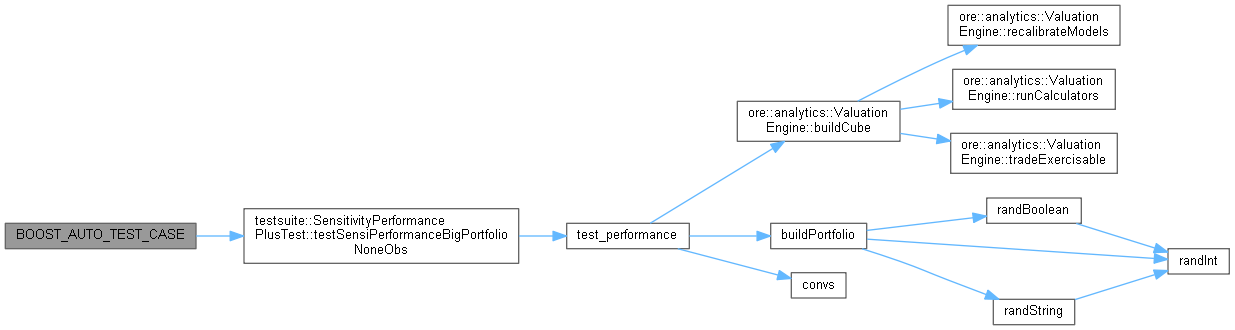 BOOST_AUTO_TEST_CASE
testsuite::SensitivityPerformance
PlusTest::testSensiPerformanceBigPortfolio
NoneObs
test_performance
ore::analytics::Valuation
Engine::buildCube
ore::analytics::Valuation
Engine::recalibrateModels
ore::analytics::Valuation
Engine::runCalculators
ore::analytics::Valuation
Engine::tradeExercisable
buildPortfolio
convs
randBoolean
randString
randInt